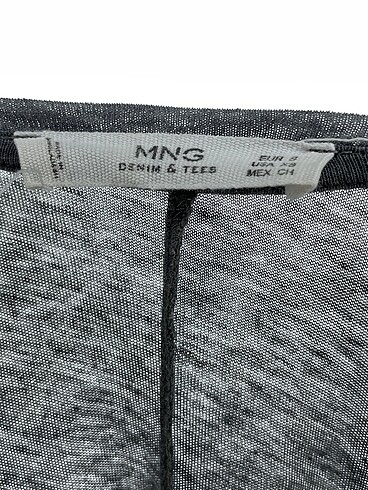 MNG
DENIM & TEES
EUR S
USA XS
MEX CH